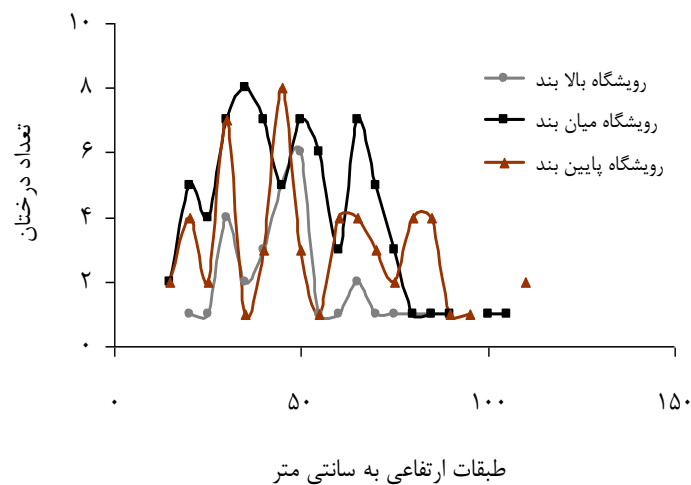 ۱۰
۸
۶
۴
۲
۰
تعداد درختان
رویشگاه بالا بند
رویشگاه میان بند
رویشگاه پایین بند
۰
۵۰
۱۰۰
۱۵۰
طبقات ارتفاعی به سانتی متر